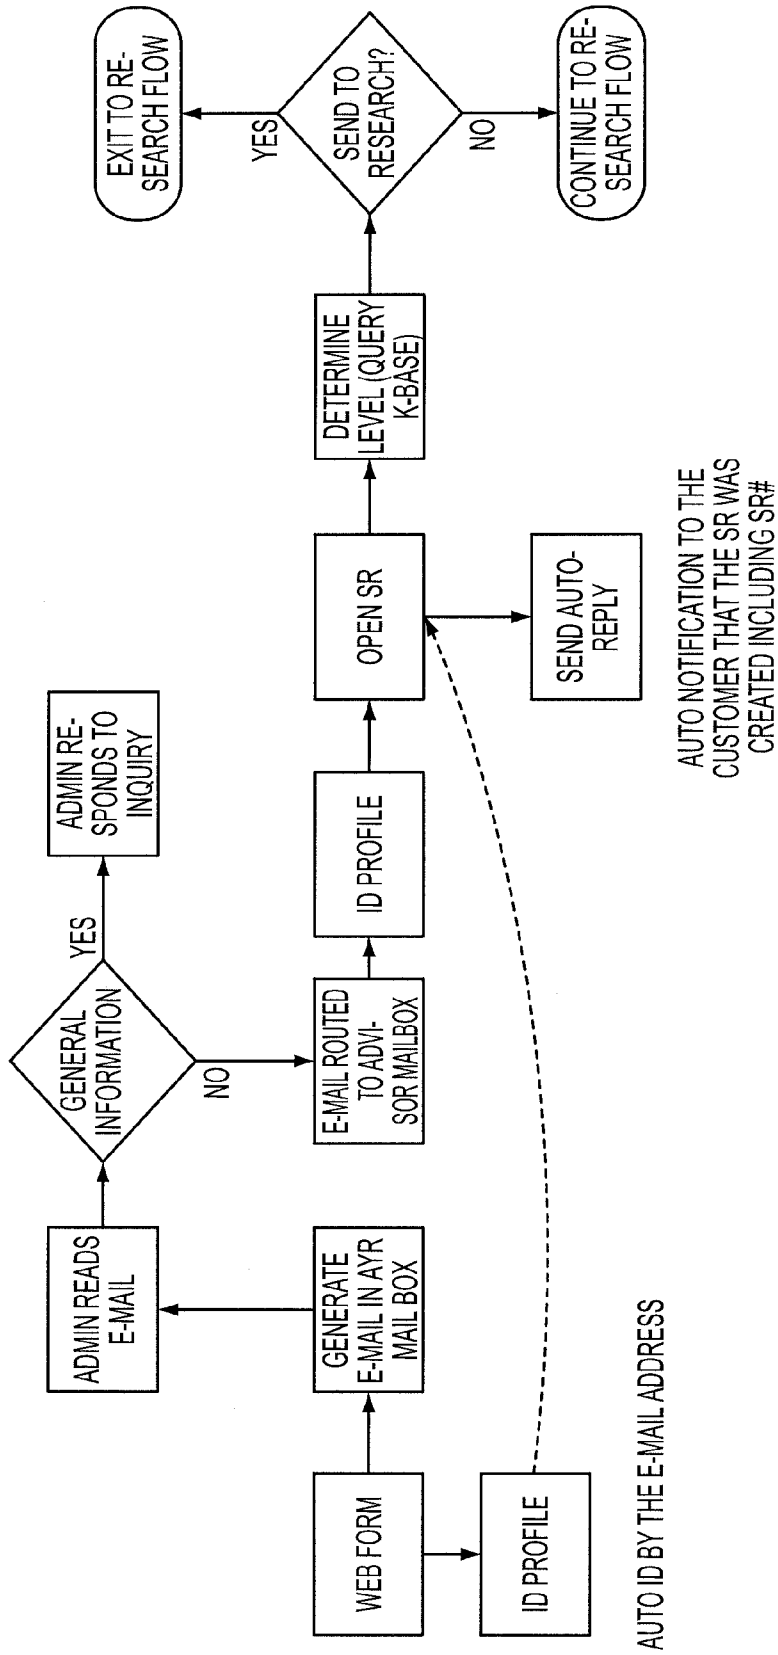 WEB FORM
ID PROFILE
AUTO ID BY THE E-MAIL ADDRESS
GENERATE
E-MAIL IN AYR
MAIL BOX
ADMIN READS
E-MAIL
GENERAL
INFORMATION
YES
NO
ADMIN RE-
SPONDS TO
INQUIRY
E-MAIL ROUTED
TO ADVI-
SOR MAILBOX
ID PROFILE
OPEN SR
SEND AUTO-
REPLY
AUTO NOTIFICATION TO THE
CUSTOMER THAT THE SR WAS
CREATED INCLUDING SR#
DETERMINE
LEVEL (QUERY
K-BASE)
SEND TO
RESEARCH?
YES
NO
EXIT TO RE-
SEARCH FLOW
CONTINUE TO RE-
SEARCH FLOW